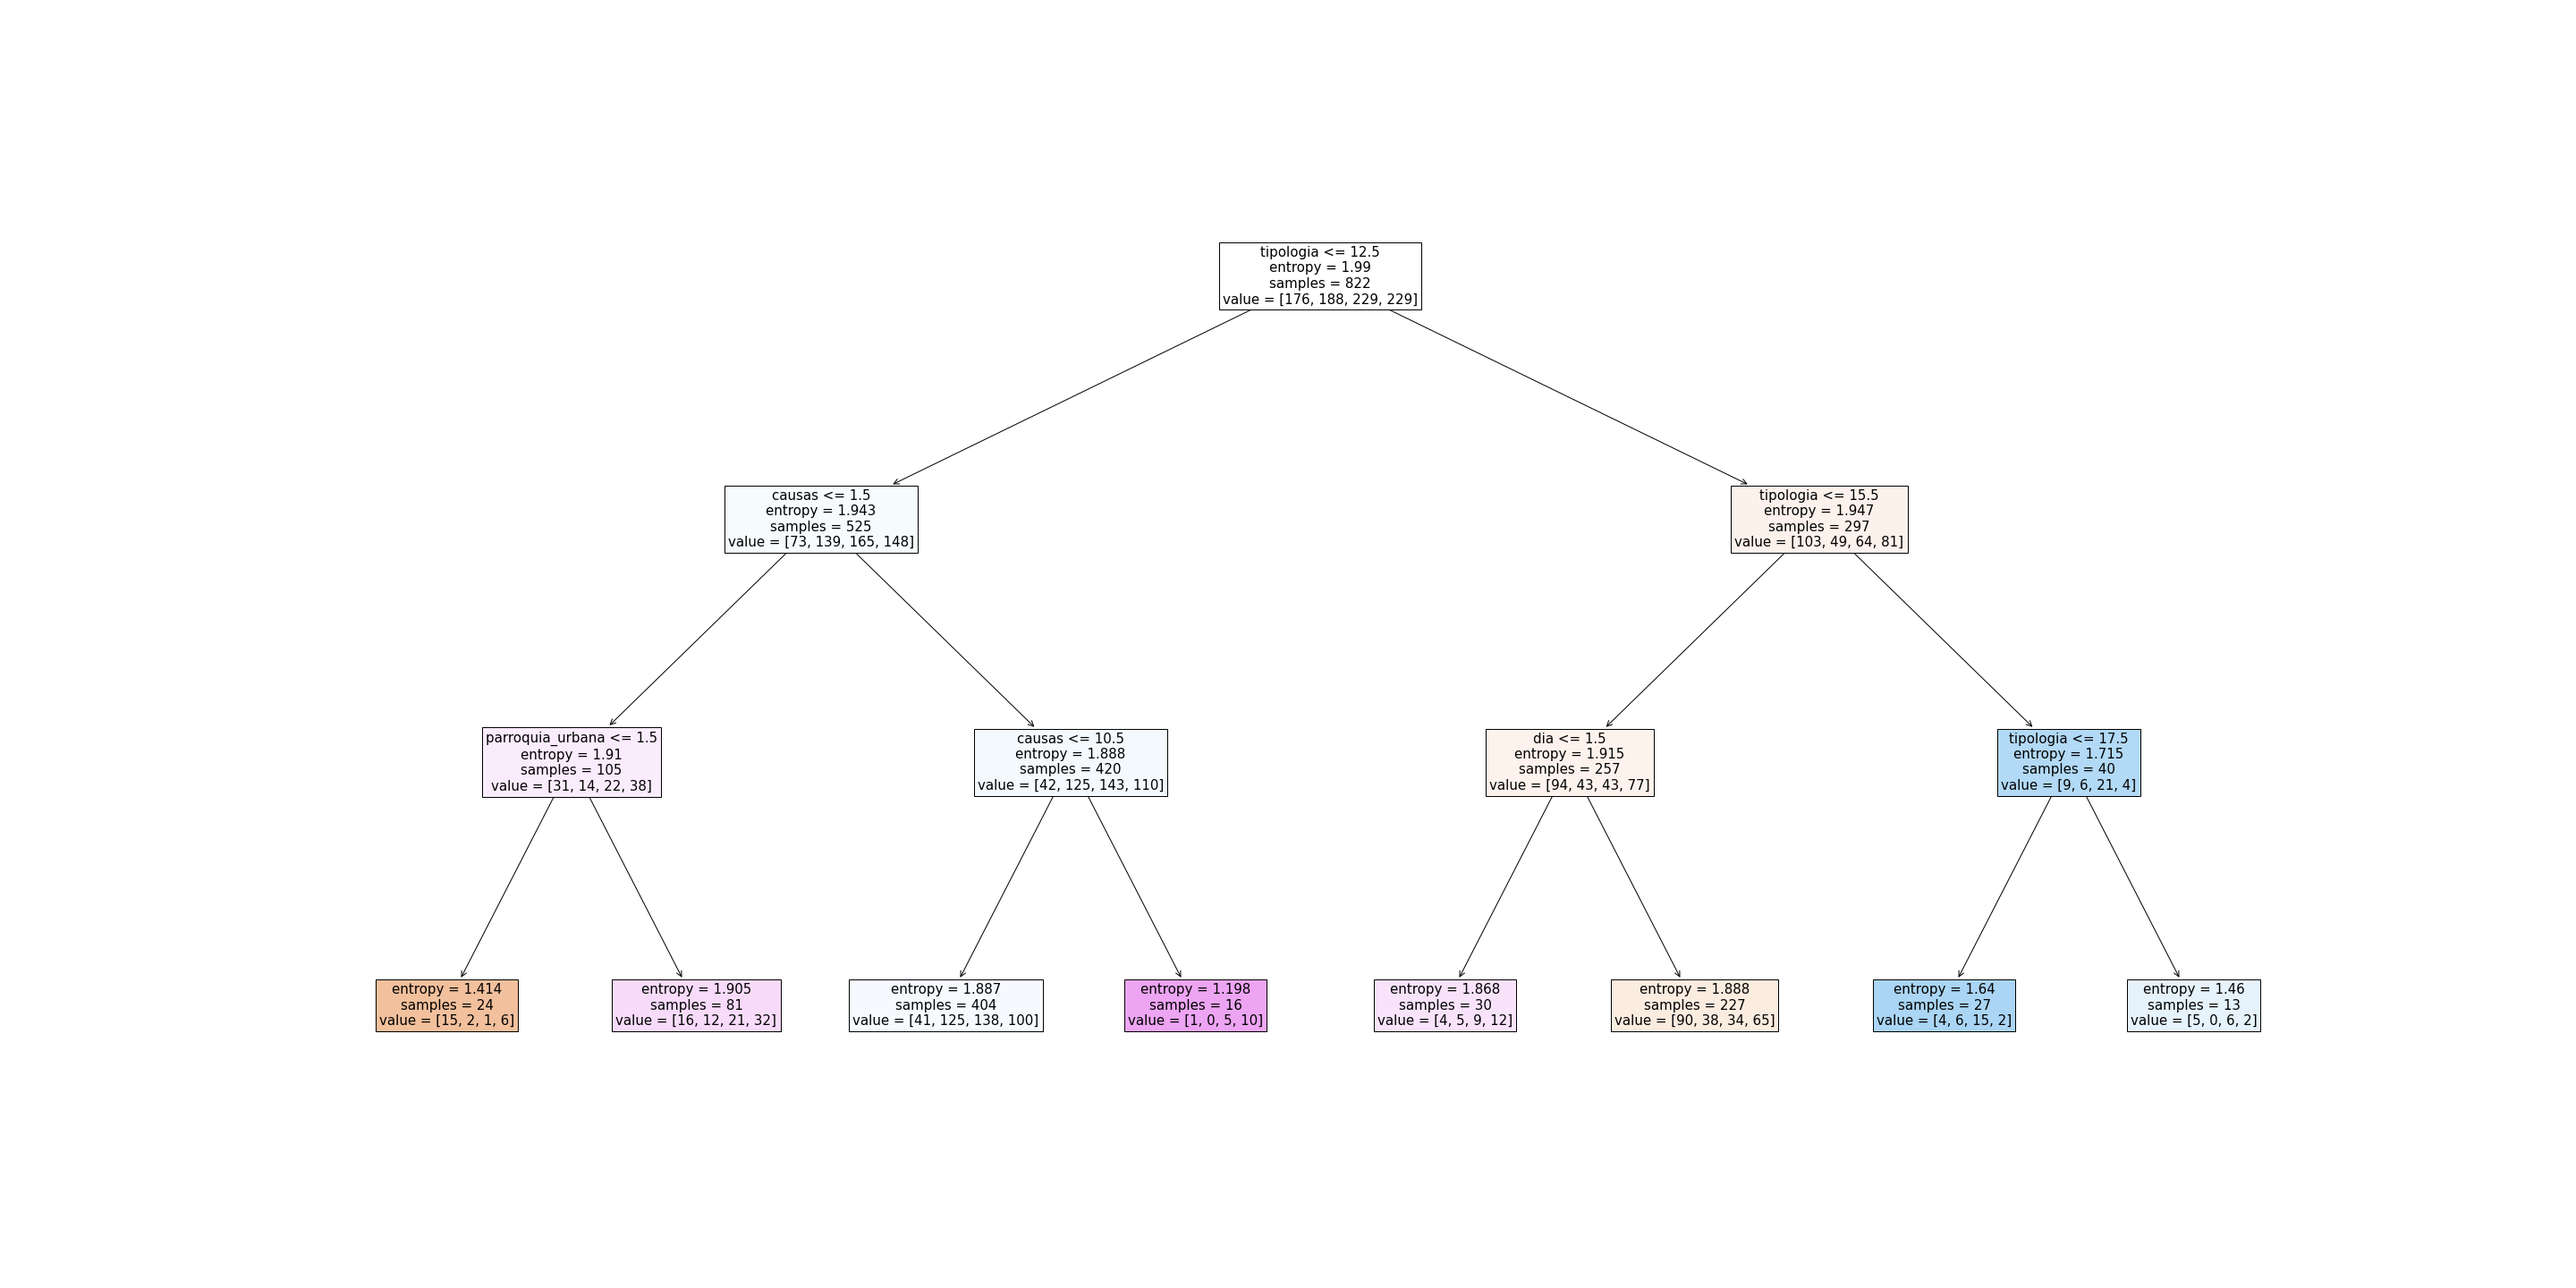 tipologia <= 12.5
entropy = 1.99
samples = 822
value = [176, 188, 229, 229]
causas <= 1.5
entropy = 1.943
samples = 525
value = [73, 139, 165, 148]
tipologia <= 15.5
entropy = 1.947
samples = 297
value = [103, 49, 64, 81]
parroquia_urbana <= 1.5
entropy = 1.91
samples = 105
value = [31, 14, 22, 38]
causas <= 10.5
entropy = 1.888
samples = 420
value = [42, 125, 143, 110]
dia <= 1.5
entropy = 1.915
samples = 257
value = [94, 43, 43, 77]
tipologia <= 17.5
entropy = 1.715
samples = 40
value = [9, 6, 21, 4]
entropy = 1.414
samples = 24
value = [15, 2, 1, 6]
entropy = 1.905
samples = 81
value = [16, 12, 21, 32]
entropy = 1.887
samples = 404
value = [41, 125, 138, 100]
entropy = 1.198
samples = 16
value = [1, 0, 5, 10]
entropy = 1.868
samples = 30
value = [4, 5, 9, 12]
entropy = 1.888
samples = 227
value = [90, 38, 34, 65]
entropy = 1.64
samples = 27
value = [4, 6, 15, 2]
entropy = 1.46
samples = 13
value = [5, 0, 6, 2]